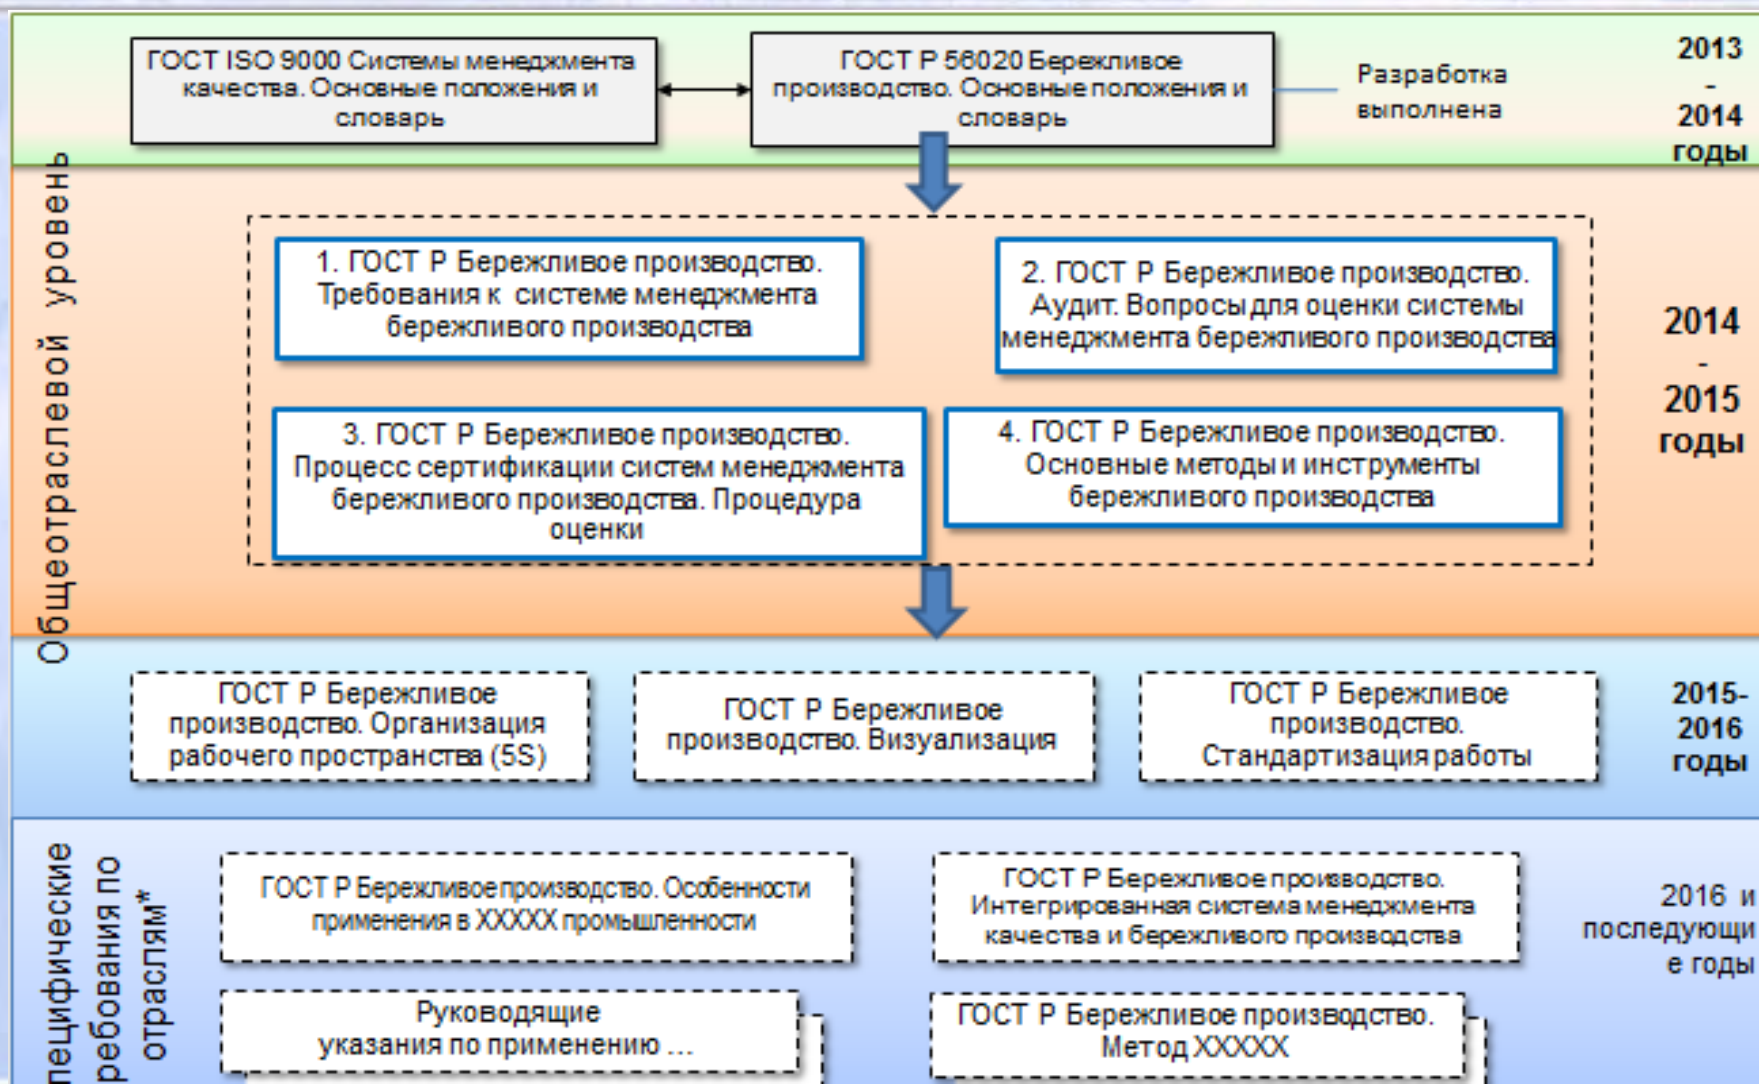 ГОСТ ISO 9000 Системы менеджмента
качества. Основные положения и
словарь
ГОСТ Р 56020 Бережливое
производство. Основные положения и
словарь
Разработка
выполнена
2013
-
2014
годы
Общеотраслевой уровень
1. ГОСТ Р Бережливое производство.
Требования к системе менеджмента
бережливого производства
2. ГОСТ Р Бережливое производство.
Аудит. Вопросы для оценки системы
менеджмента бережливого производства
3. ГОСТ Р Бережливое производство.
Процесс сертификации систем менеджмента
бережливого производства. Процедура
оценки
4. ГОСТ Р Бережливое производство.
Основные методы и инструменты
бережливого производства
2014
-
2015
годы
ГОСТ Р Бережливое
производство. Организация
рабочего пространства (5S)
ГОСТ Р Бережливое
производство. Визуализация
ГОСТ Р Бережливое
производство.
Стандартизация работы
2015-
2016
годы
пецифические
ребования по
отраслям*
ГОСТ Р Бережливое производство. Особенности
применения в ХХХХХ промышленности
ГОСТ Р Бережливое производство.
Интегрированная система менеджмента
качества и бережливого производства
2016 и
последующи
е годы
Руководящие
указания по применению ...
ГОСТ Р Бережливое производство.
Метод ХХХХХ